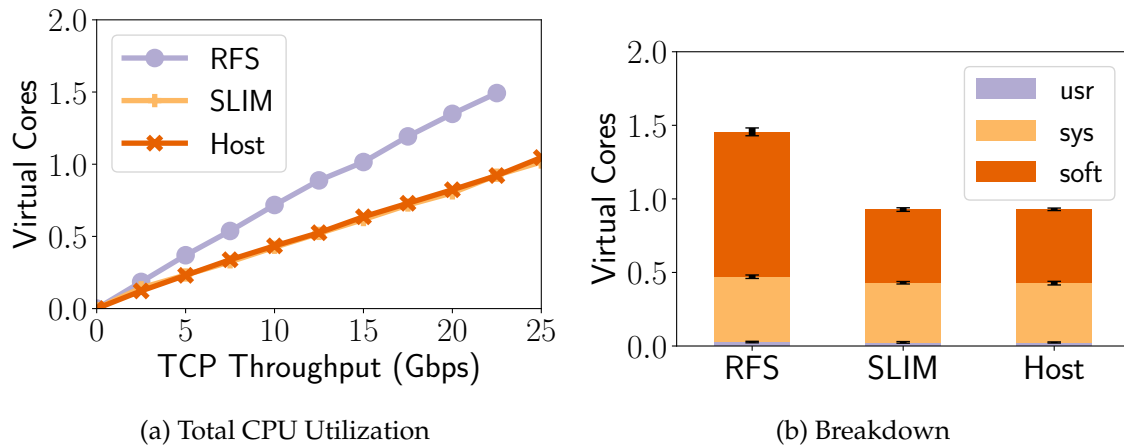 2.0
1.5
1.0
0.5
0.0
Virtual Cores
RFS
SLIM
Host
0 5 10 15 20 25
TCP Throughput (Gbps)
(a) Total CPU Utilization
2.0
1.5
1.0
0.5
0.0
Virtual Cores
usr
sys
soft
RFS SLIM Host
(b) Breakdown